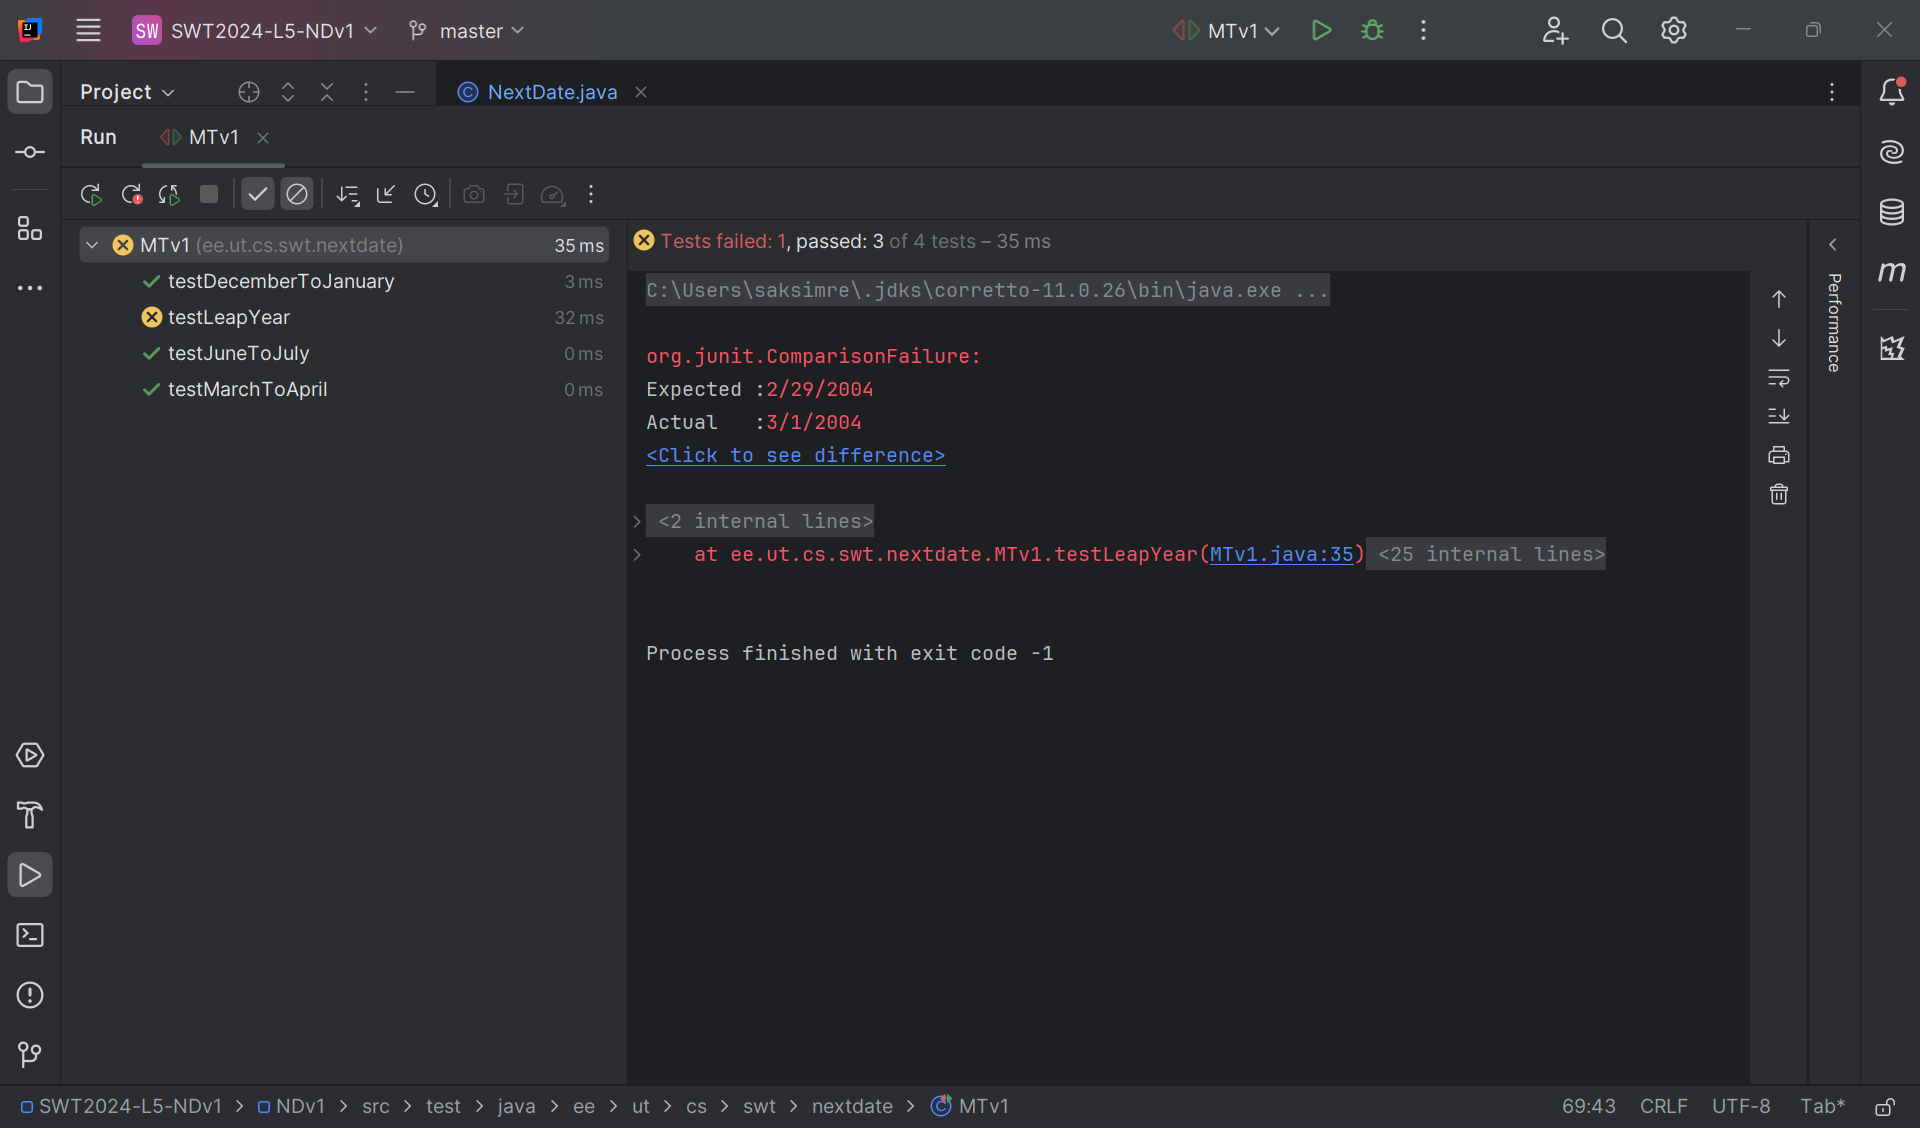 SW SWT2024-L5-NDv1 master MTv1
Project NextDate.java
Run MTv1
MTv1 (ee.ut.cs.swt.nextdate) 35 ms
testDecemberToJanuary 3 ms
testLeapYear 32 ms
testJuneToJuly 0 ms
testMarchToApril 0 ms
Tests failed: 1, passed: 3 of 4 tests – 35 ms
C:\Users\saksimre\.jdks\corretto-11.0.26\bin\java.exe ...
org.junit.ComparisonFailure:
Expected :2/29/2004
Actual   :3/1/2004
<Click to see difference>
<2 internal lines>
at ee.ut.cs.swt.nextdate.MTv1.testLeapYear(MTv1.java:35) <25 internal lines>
Process finished with exit code -1
Performance
m
SWT2024-L5-NDv1 > NDv1 > src > test > java > ee > ut > cs > swt > nextdate > MTv1 69:43 CRLF UTF-8 Tab*